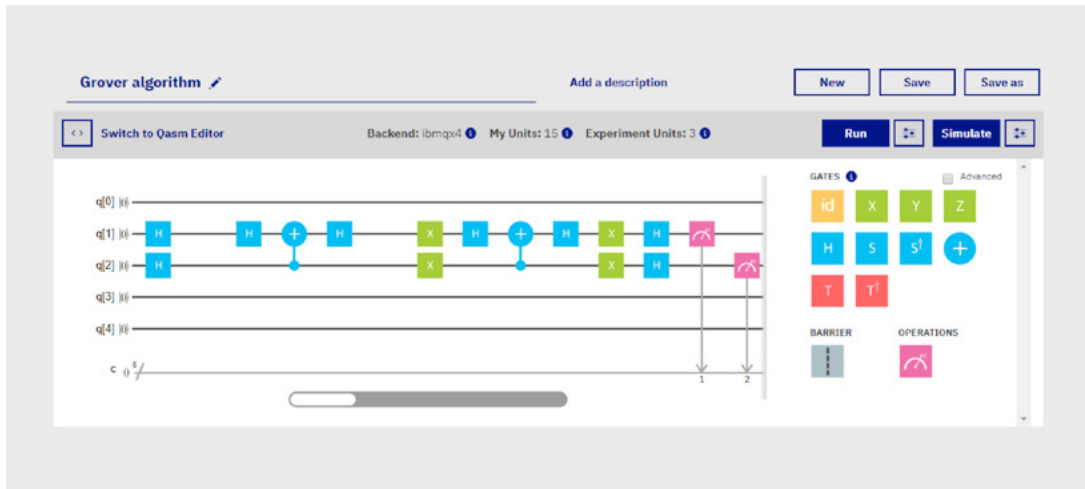 Grover algorithm
Add a description
New
Save
Save as
<> Switch to Qasm Editor
Backend: ibmqx4 My Units: 15 Experiment Units: 3
Run
Simulate
GATES
Advanced
id X Y Z
H S S† +
T T†
BARRIER OPERATIONS
q[0] |0⟩
q[1] |0⟩ H H + H X H + H X H
q[2] |0⟩ H X X H
q[3] |0⟩
q[4] |0⟩
c 0 5/
1 2